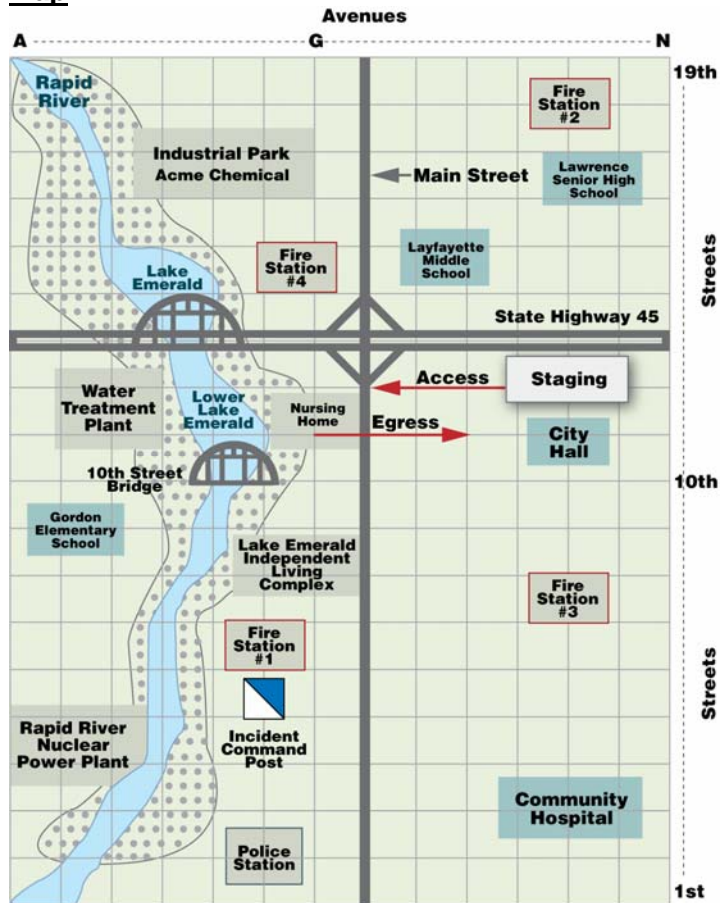 Map
Avenues
A
G
N
19th
Rapid
River
Fire
Station
#2
Industrial Park
Acme Chemical
Main Street
Lawrence
Senior High
School
Layfayette
Middle
School
Fire
Station
#4
Lake
Emerald
Streets
State Highway 45
Access
Staging
Water
Treatment
Plant
Lower
Lake
Emerald
Nursing
Home
Egress
City
Hall
10th Street
Bridge
10th
Gordon
Elementary
School
Lake Emerald
Independent
Living
Complex
Fire
Station
#3
Fire
Station
#1
Streets
Incident
Command
Post
Rapid River
Nuclear
Power Plant
Community
Hospital
Police
Station
1st